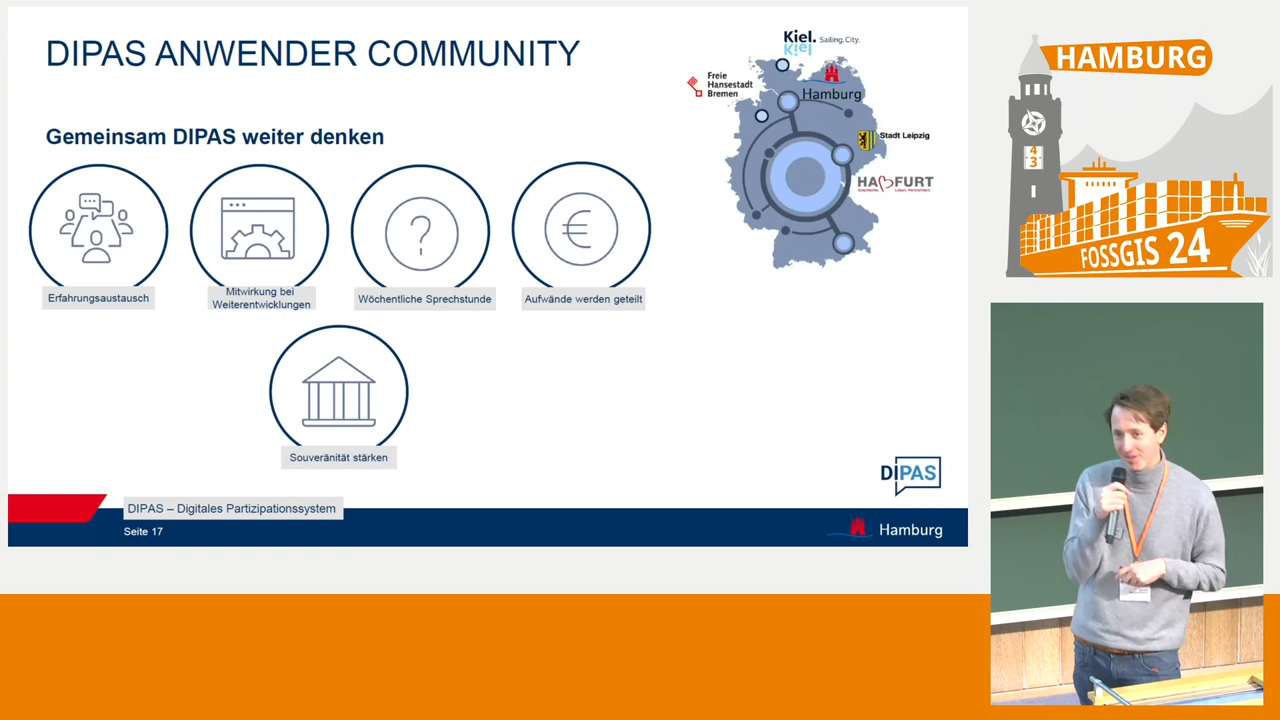 DIPAS ANWENDER COMMUNITY
Gemeinsam DIPAS weiter denken
Erfahrungsaustausch
Mitwirkung bei
Weiterentwicklungen
Wöchentliche Sprechstunde
Aufwände werden geteilt
Souveränität stärken
Kiel. Sailing.City.
Kiel
Freie
Hansestadt
Bremen
Hamburg
Stadt Leipzig
HAßFURT
DIPAS
DIPAS – Digitales Partizipationssystem
Seite 17
Hamburg
HAMBURG
4
3
FOSSGIS 24